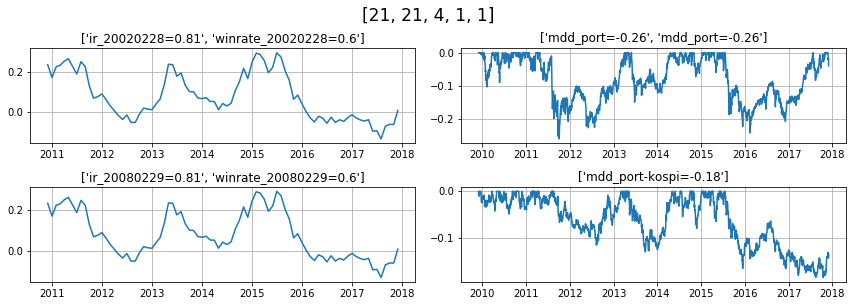 [21, 21, 4, 1, 1]
['ir_20020228=0.81', 'winrate_20020228=0.6']
0.2
0.0
2011 2012 2013 2014 2015 2016 2017 2018
['mdd_port=-0.26', 'mdd_port=-0.26']
0.0
−0.1
−0.2
2010 2011 2012 2013 2014 2015 2016 2017 2018
['ir_20080229=0.81', 'winrate_20080229=0.6']
0.2
0.0
2011 2012 2013 2014 2015 2016 2017 2018
['mdd_port-kospi=-0.18']
0.0
−0.1
2010 2011 2012 2013 2014 2015 2016 2017 2018